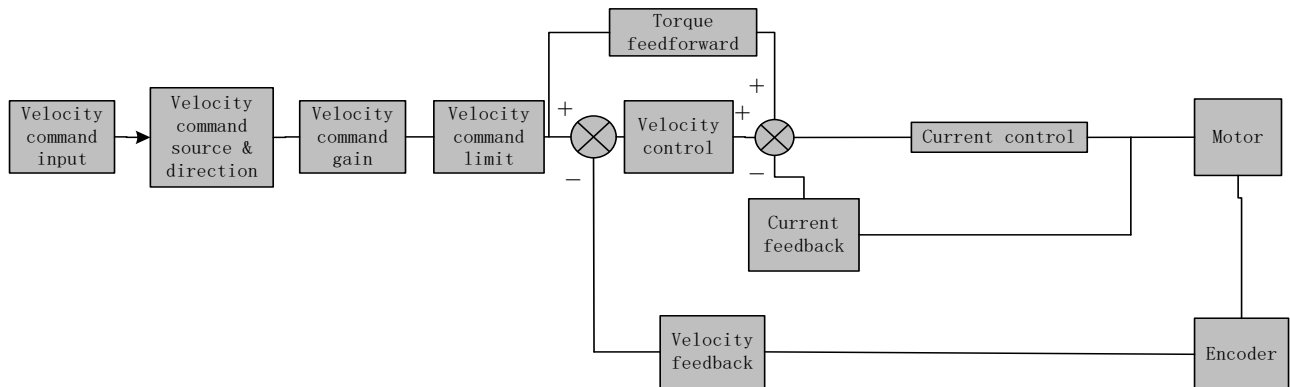 Torque
feedforward
Velocity
command
input
Velocity
command
source &
direction
Velocity
command
gain
Velocity
command
limit
+
−
Velocity
control
+
+
−
Current control
Motor
Current
feedback
Velocity
feedback
Encoder